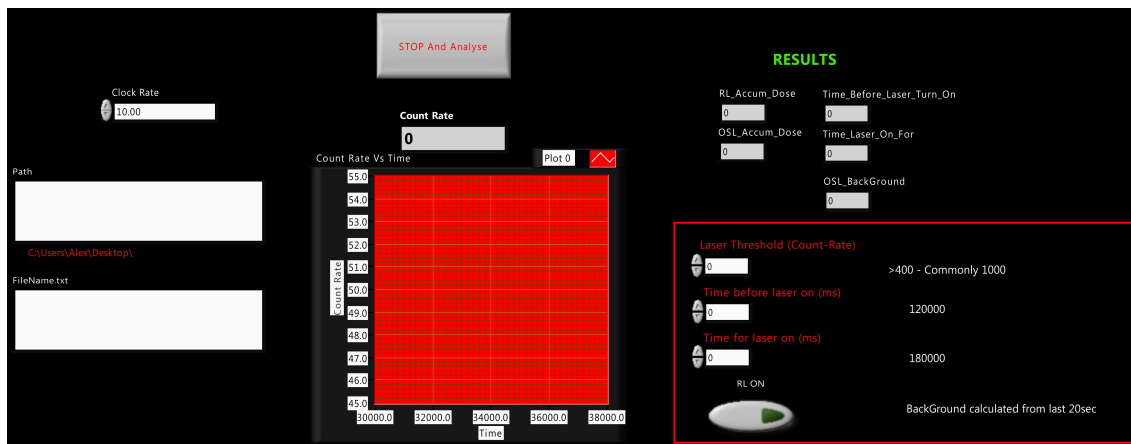 STOP And Analyse
Clock Rate
10.00
Path
C:\Users\Alex\Desktop\
FileName.txt
Count Rate
0
Count Rate Vs Time
Plot 0
Count Rate
55.0
54.0
53.0
52.0
51.0
50.0
49.0
48.0
47.0
46.0
45.0
30000.0 32000.0 34000.0 36000.0 38000.0
Time
RESULTS
RL_Accum_Dose Time_Before_Laser_Turn_On
0 0
OSL_Accum_Dose Time_Laser_On_For
0 0
OSL_BackGround
0
Laser Threshold (Count-Rate)
0 >400 - Commonly 1000
Time before laser on (ms)
0 120000
Time for laser on (ms)
0 180000
RL ON
BackGround calculated from last 20sec